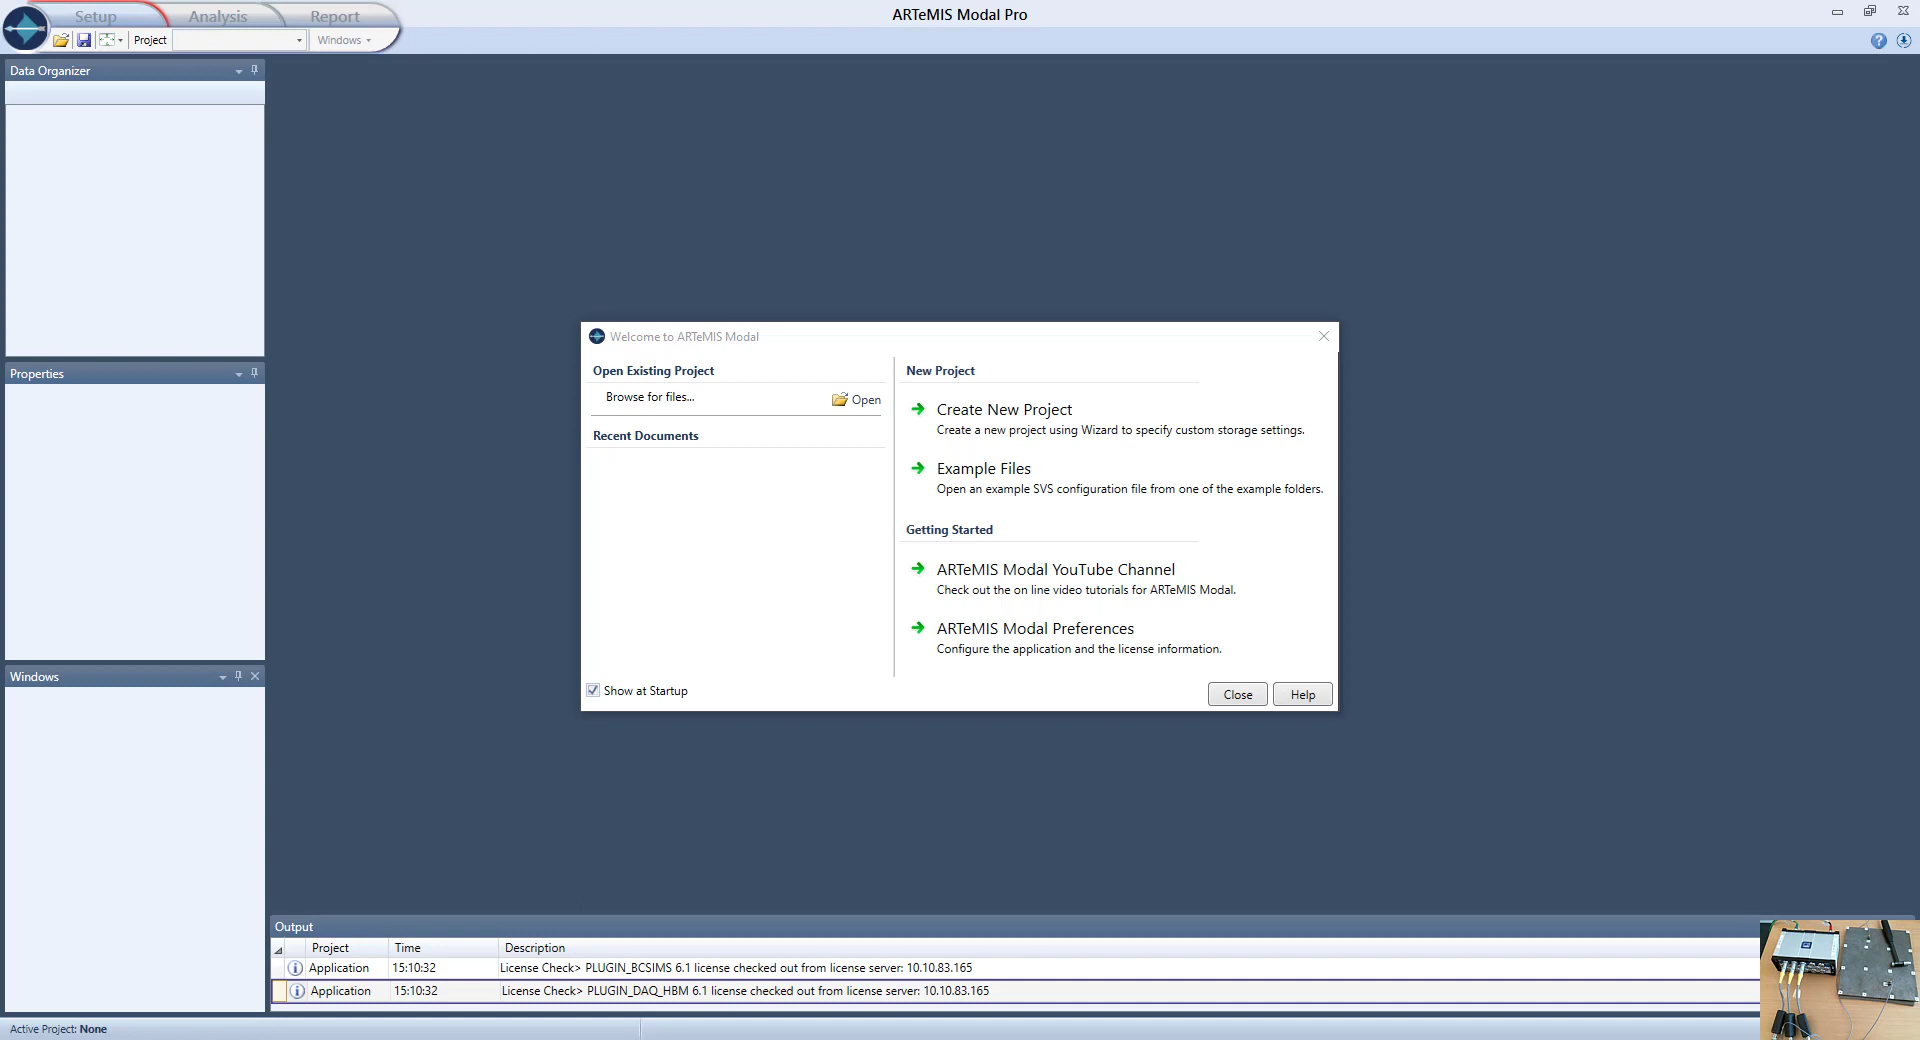 Setup
Analysis
Report
ARTeMIS Modal Pro
Project
Windows
Data Organizer
Properties
Windows
Welcome to ARTeMIS Modal
Open Existing Project
Browse for files...
Open
Recent Documents
New Project
Create New Project
Create a new project using Wizard to specify custom storage settings.
Example Files
Open an example SVS configuration file from one of the example folders.
Getting Started
ARTeMIS Modal YouTube Channel
Check out the on line video tutorials for ARTeMIS Modal.
ARTeMIS Modal Preferences
Configure the application and the license information.
Show at Startup
Close
Help
Output
Project Time Description
Application 15:10:32 License Check> PLUGIN_BCSIMS 6.1 license checked out from license server: 10.10.83.165
Application 15:10:32 License Check> PLUGIN_DAQ_HBM 6.1 license checked out from license server: 10.10.83.165
Active Project: None